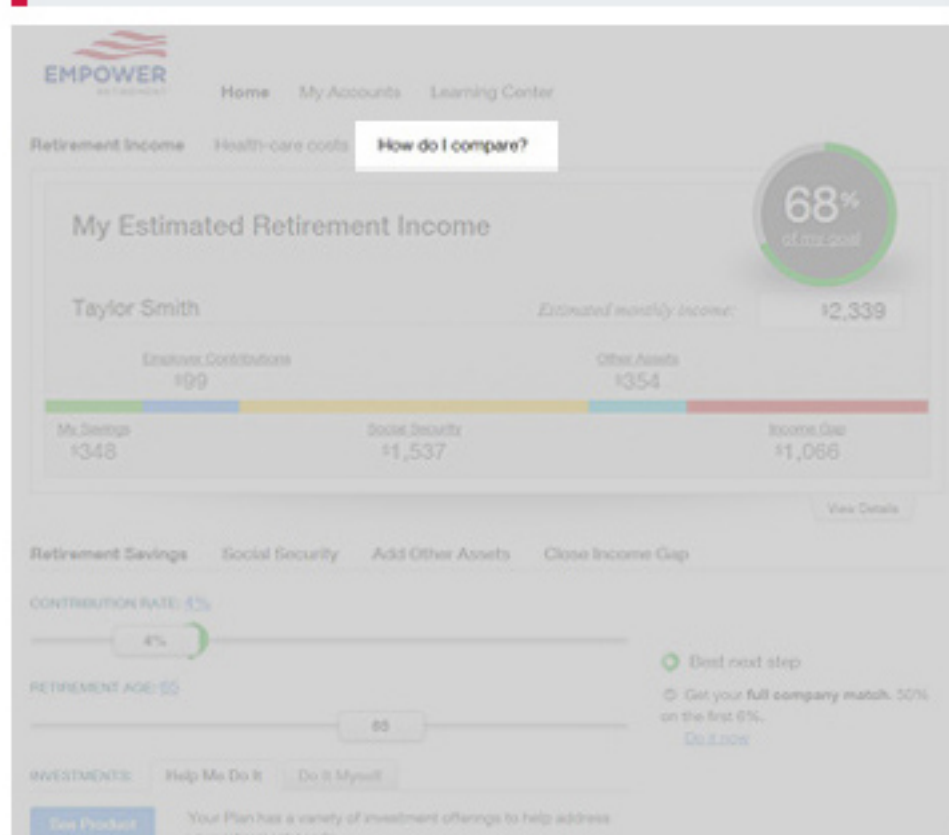 EMPOWER
RETIREMENT
Home My Accounts Learning Center
Retirement Income Health-care costs How do I compare?
68%
of my goal
My Estimated Retirement Income
Taylor Smith Estimated monthly income: $2,339
Employer Contributions Other Assets
$99 $354
My Savings Social Security Income Gap
$348 $1,537 $1,066
View Details
Retirement Savings Social Security Add Other Assets Close Income Gap
CONTRIBUTION RATE: 4%
4%
Best next step
RETIREMENT AGE: 65
Get your full company match. 50%
on the first 6%.
65
Do it now
INVESTMENTS: Help Me Do It Do It Myself
See Product
Your Plan has a variety of investment offerings to help address